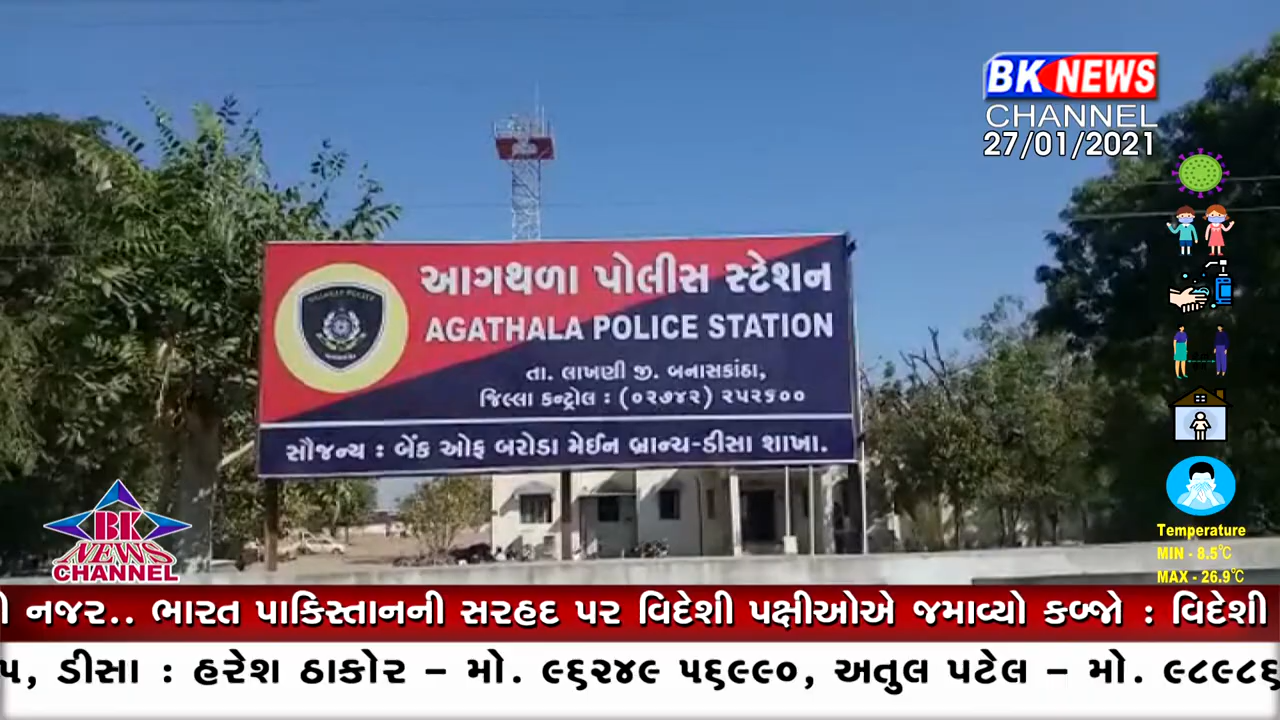 BK NEWS
CHANNEL
27/01/2021
આગથળા પોલીસ સ્ટેશન
AGATHALA POLICE STATION
તા. લાખણી જી. બનાસકાંઠા,
જિલ્લા કન્ટ્રોલ : (૦૨૭૪૨) ૨૫૨૬૦૦
સૌજન્ય : બેંક ઓફ બરોડા મેઈન બ્રાન્ચ-ડીસા શાખા.
Temperature
MIN - 8.5℃
MAX - 26.9℃
BK
NEWS
CHANNEL
નજર.. ભારત પાકિસ્તાનની સરહદ પર વિદેશી પક્ષીઓએ જમાવ્યો કબ્જો : વિદેશી
૫, ડીસા : હરેશ ઠાકોર – મો. ૯૬૨૪૯ ૫૬૯૯૦, અતુલ પટેલ – મો. ૯૮૯૮૬